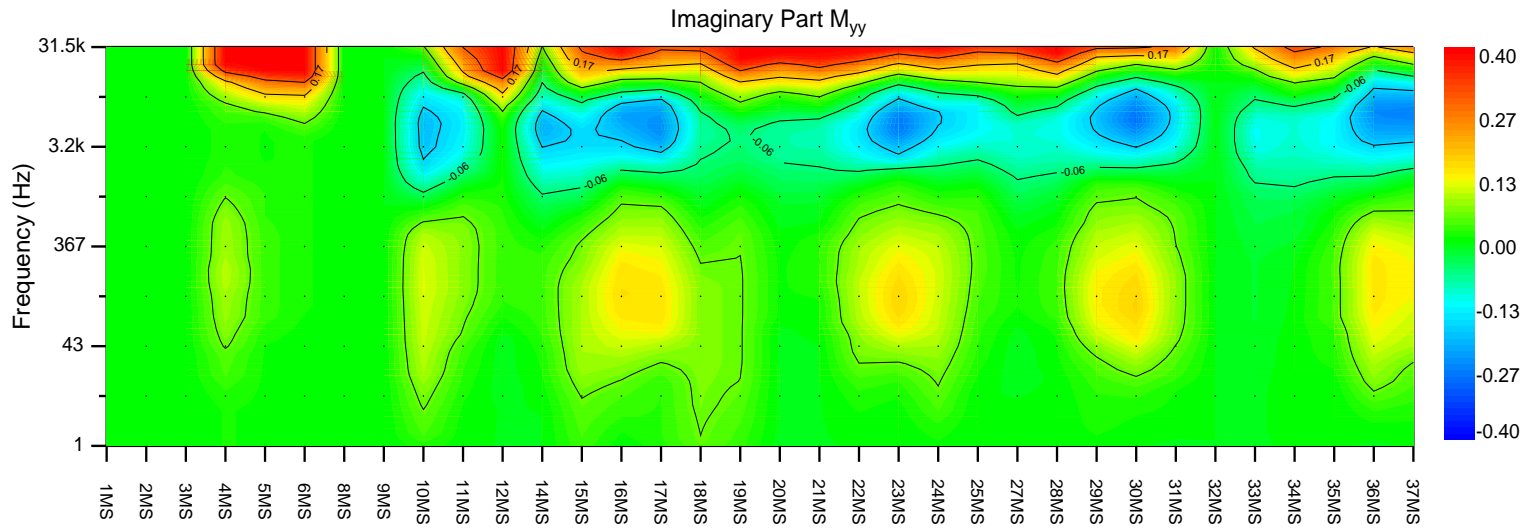 Imaginary Part Myy
Frequency (Hz)
31.5k
3.2k
367
43
1
0.17
0.17
0.17
0.17
0.17
-0.06
-0.06
-0.06
-0.06
-0.06
0.40
0.27
0.13
0.00
-0.13
-0.27
-0.40
1MS
2MS
3MS
4MS
5MS
6MS
8MS
9MS
10MS
11MS
12MS
14MS
15MS
16MS
17MS
18MS
19MS
20MS
21MS
22MS
23MS
24MS
25MS
27MS
28MS
29MS
30MS
31MS
32MS
33MS
34MS
35MS
36MS
37MS